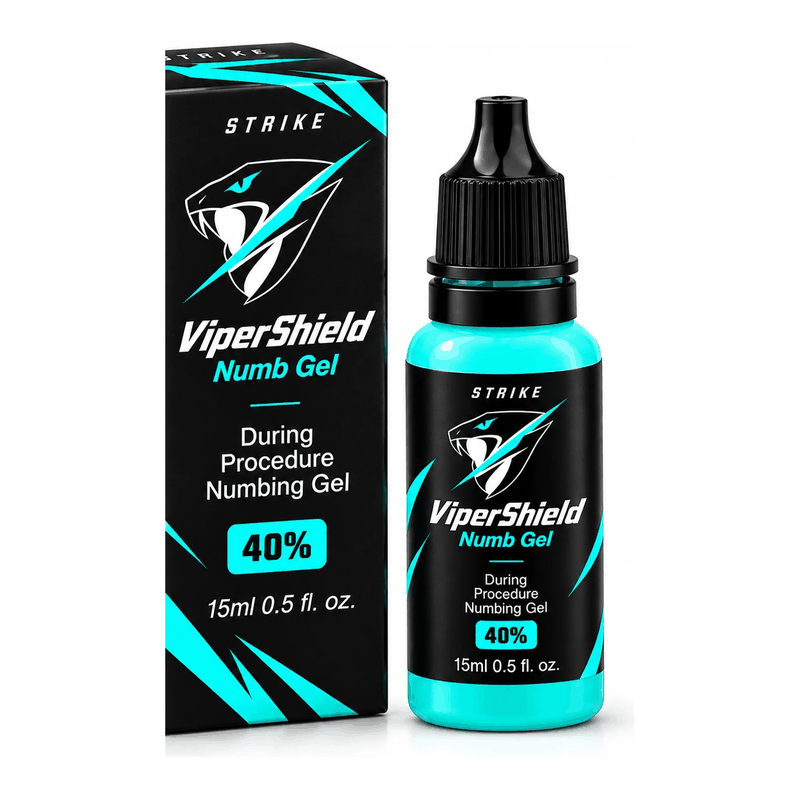 STRIKE
STRIKE
ViperShield
Numb Gel
During
Procedure
Numbing Gel
40%
15ml 0.5 fl. oz.
STRIKE
ViperShield
Numb Gel
During
Procedure
Numbing Gel
40%
15ml 0.5 fl. oz.